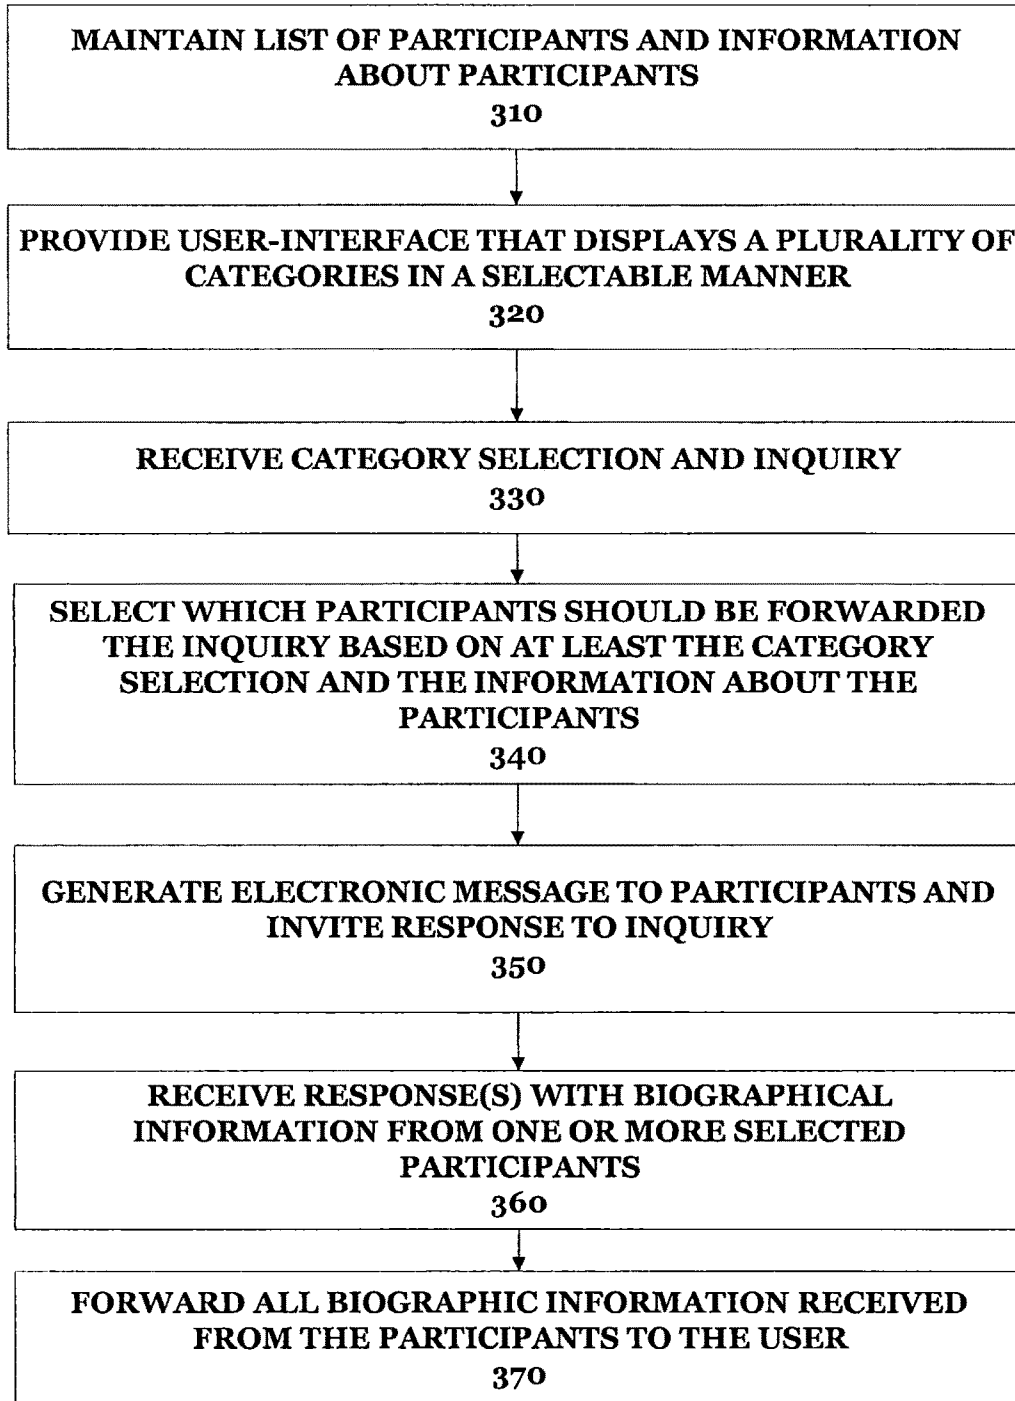 MAINTAIN LIST OF PARTICIPANTS AND INFORMATION
ABOUT PARTICIPANTS
310
PROVIDE USER-INTERFACE THAT DISPLAYS A PLURALITY OF
CATEGORIES IN A SELECTABLE MANNER
320
RECEIVE CATEGORY SELECTION AND INQUIRY
330
SELECT WHICH PARTICIPANTS SHOULD BE FORWARDED
THE INQUIRY BASED ON AT LEAST THE CATEGORY
SELECTION AND THE INFORMATION ABOUT THE
PARTICIPANTS
340
GENERATE ELECTRONIC MESSAGE TO PARTICIPANTS AND
INVITE RESPONSE TO INQUIRY
350
RECEIVE RESPONSE(S) WITH BIOGRAPHICAL
INFORMATION FROM ONE OR MORE SELECTED
PARTICIPANTS
360
FORWARD ALL BIOGRAPHIC INFORMATION RECEIVED
FROM THE PARTICIPANTS TO THE USER
370